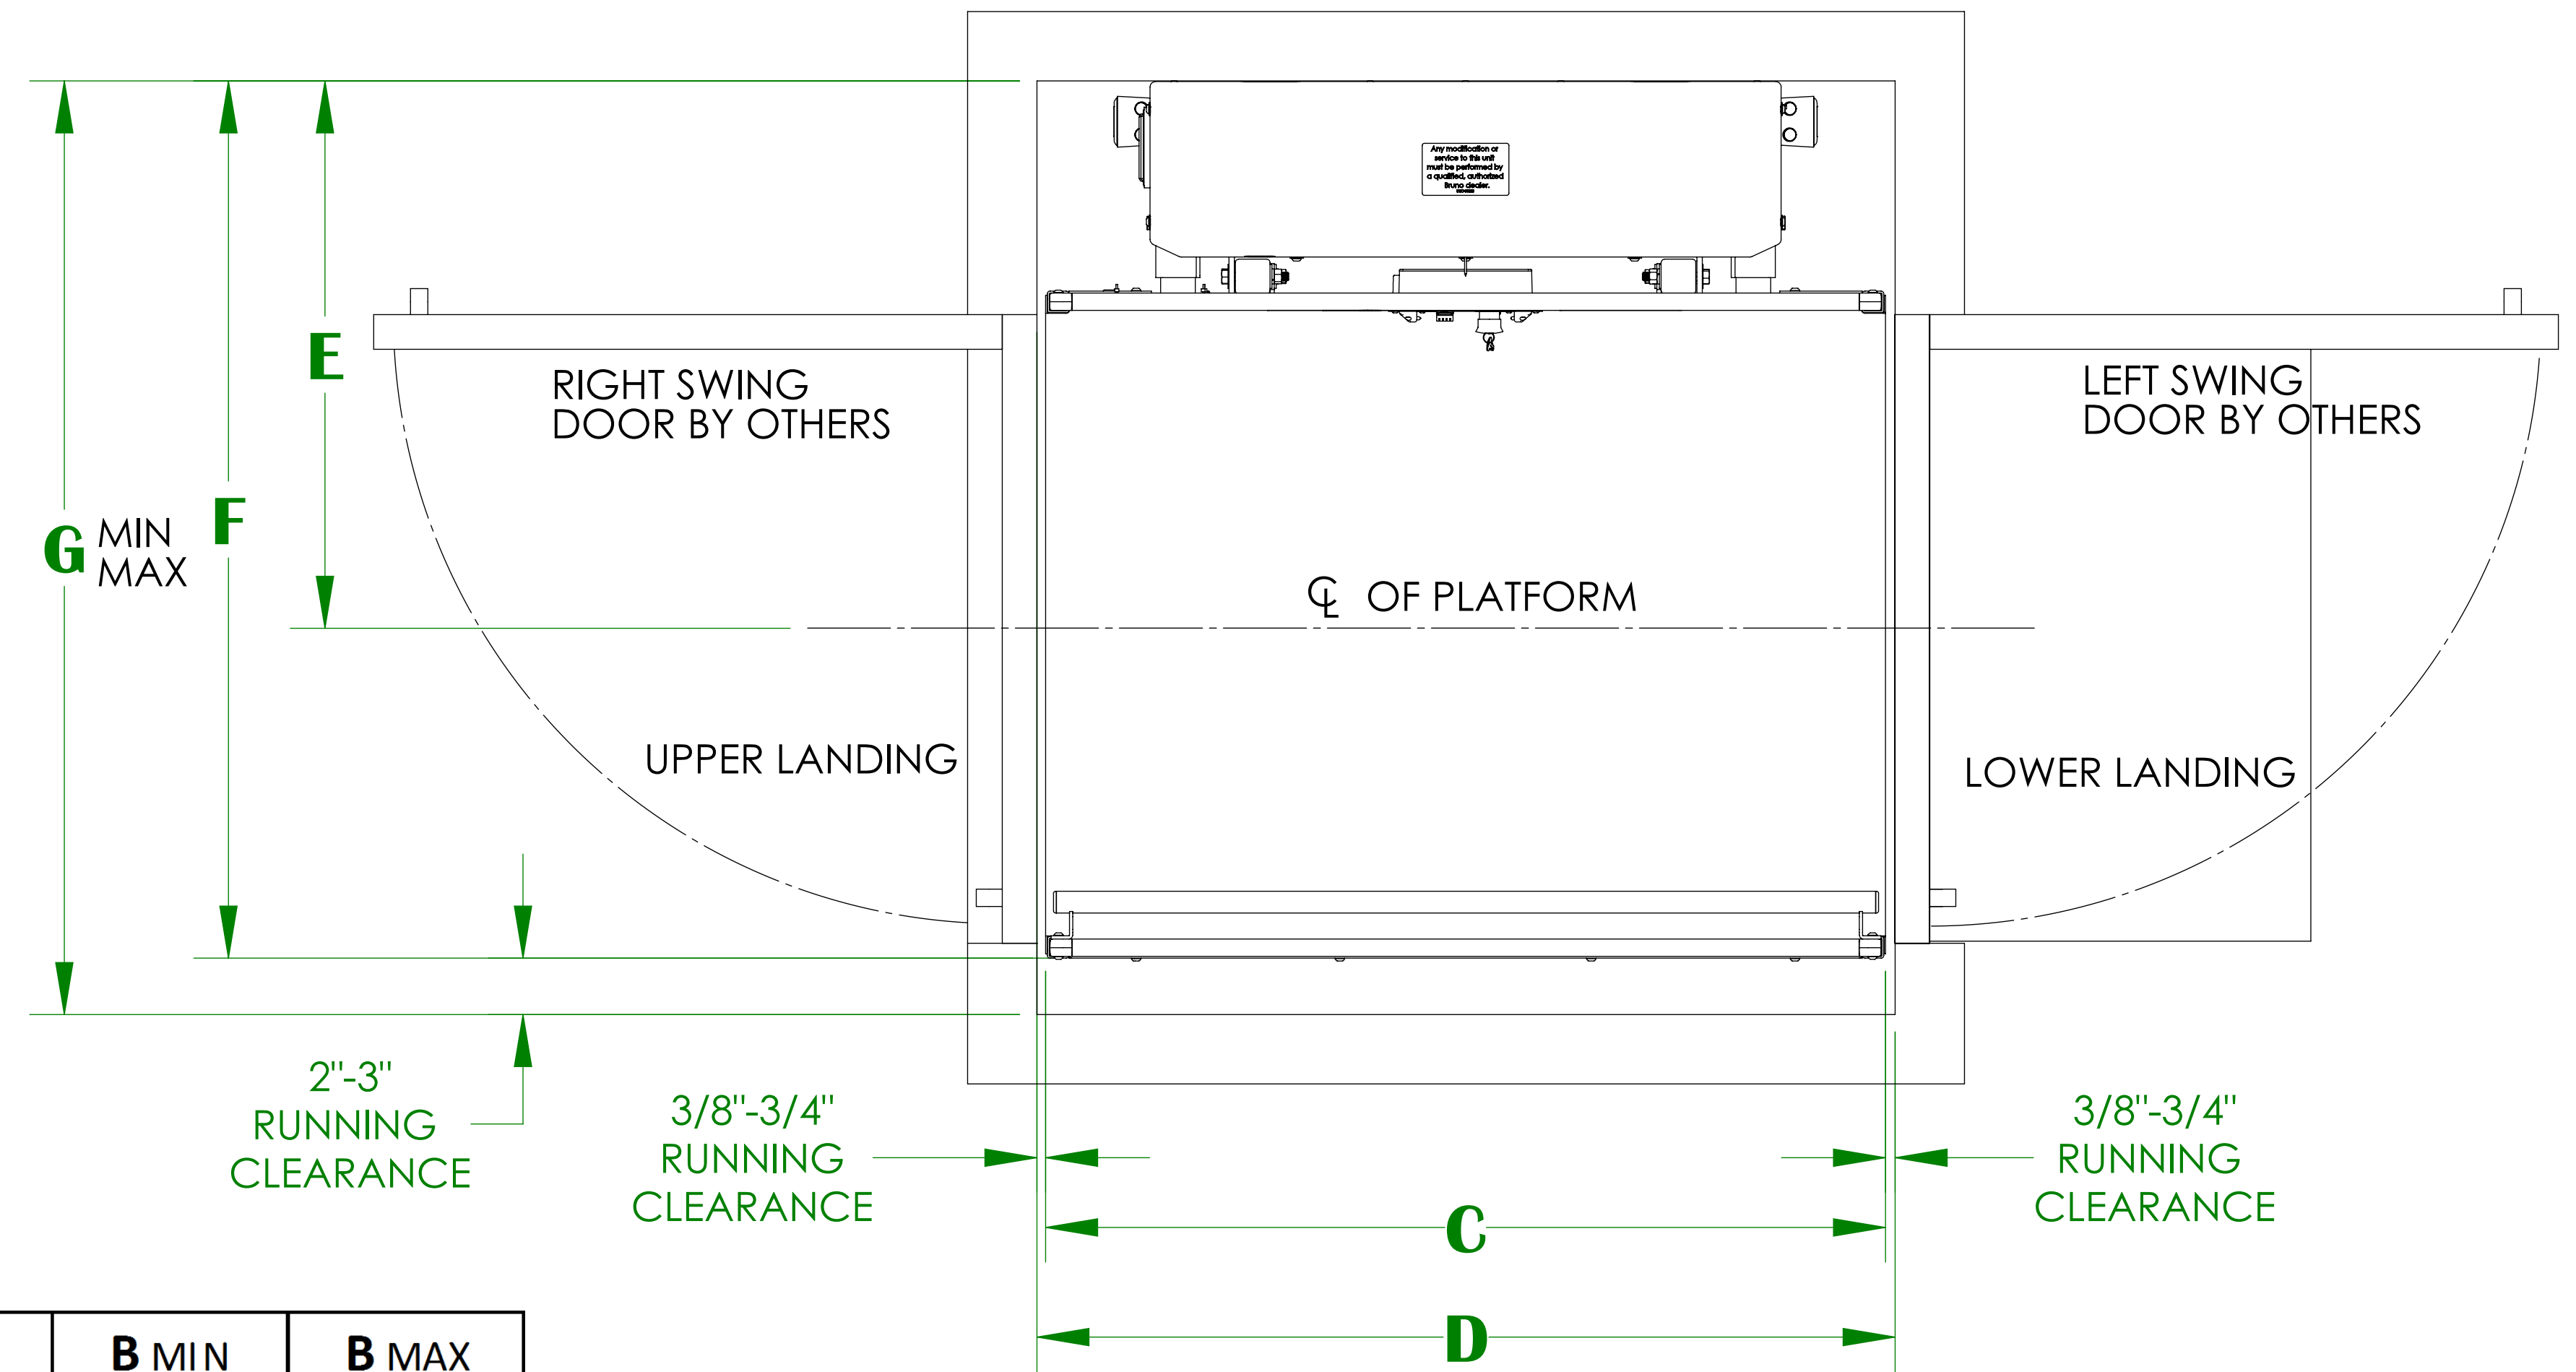 Any modification or
service to this unit
must be performed by
a qualified, authorized
Bruno dealer.
E
RIGHT SWING
DOOR BY OTHERS
LEFT SWING
DOOR BY OTHERS
F
G MIN
MAX
℄ OF PLATFORM
UPPER LANDING
LOWER LANDING
2"-3"
RUNNING
CLEARANCE
3/8"-3/4"
RUNNING
CLEARANCE
3/8"-3/4"
RUNNING
CLEARANCE
C
D
B MIN
B MAX